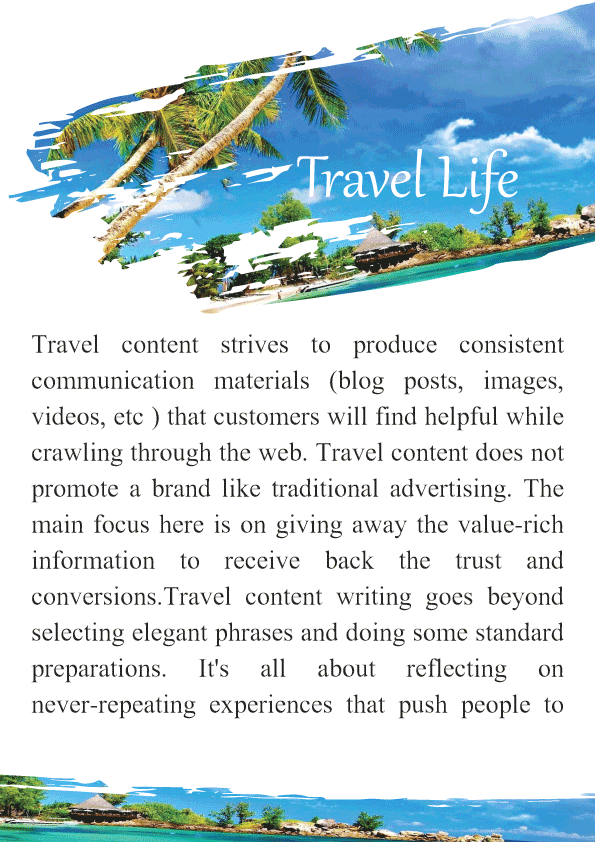 Travel Life
Travel content strives to produce consistent
communication materials (blog posts, images,
videos, etc ) that customers will find helpful while
crawling through the web. Travel content does not
promote a brand like traditional advertising. The
main focus here is on giving away the value-rich
information to receive back the trust and
conversions.Travel content writing goes beyond
selecting elegant phrases and doing some standard
preparations. It's all about reflecting on
never-repeating experiences that push people to